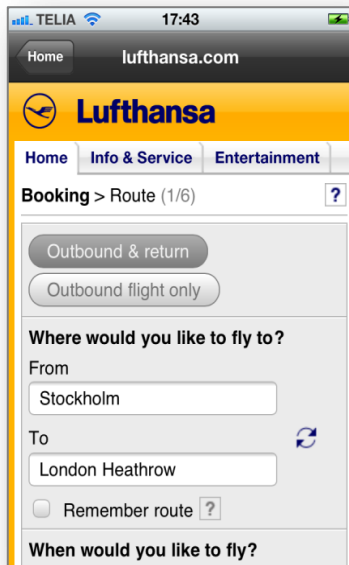 TELIA 17:43
Home lufthansa.com
Lufthansa
Home Info & Service Entertainment
Booking > Route (1/6) ?
Outbound & return
Outbound flight only
Where would you like to fly to?
From
Stockholm
To
London Heathrow
Remember route ?
When would you like to fly?